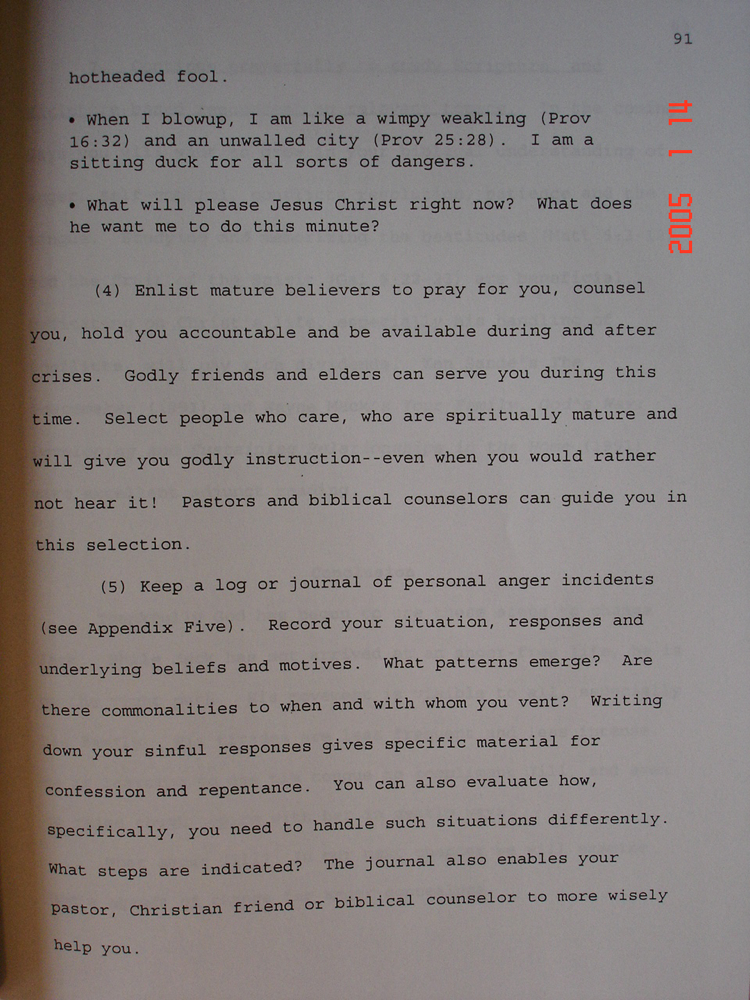 91
hotheaded fool.
• When I blowup, I am like a wimpy weakling (Prov
16:32) and an unwalled city (Prov 25:28).  I am a
sitting duck for all sorts of dangers.
• What will please Jesus Christ right now?  What does
he want me to do this minute?
(4) Enlist mature believers to pray for you, counsel
you, hold you accountable and be available during and after
crises.  Godly friends and elders can serve you during this
time.  Select people who care, who are spiritually mature and
will give you godly instruction--even when you would rather
not hear it!  Pastors and biblical counselors can guide you in
this selection.
(5) Keep a log or journal of personal anger incidents
(see Appendix Five).  Record your situation, responses and
underlying beliefs and motives.  What patterns emerge?  Are
there commonalities to when and with whom you vent?  Writing
down your sinful responses gives specific material for
confession and repentance.  You can also evaluate how,
specifically, you need to handle such situations differently.
What steps are indicated?  The journal also enables your
pastor, Christian friend or biblical counselor to more wisely
help you.
2005 1 14